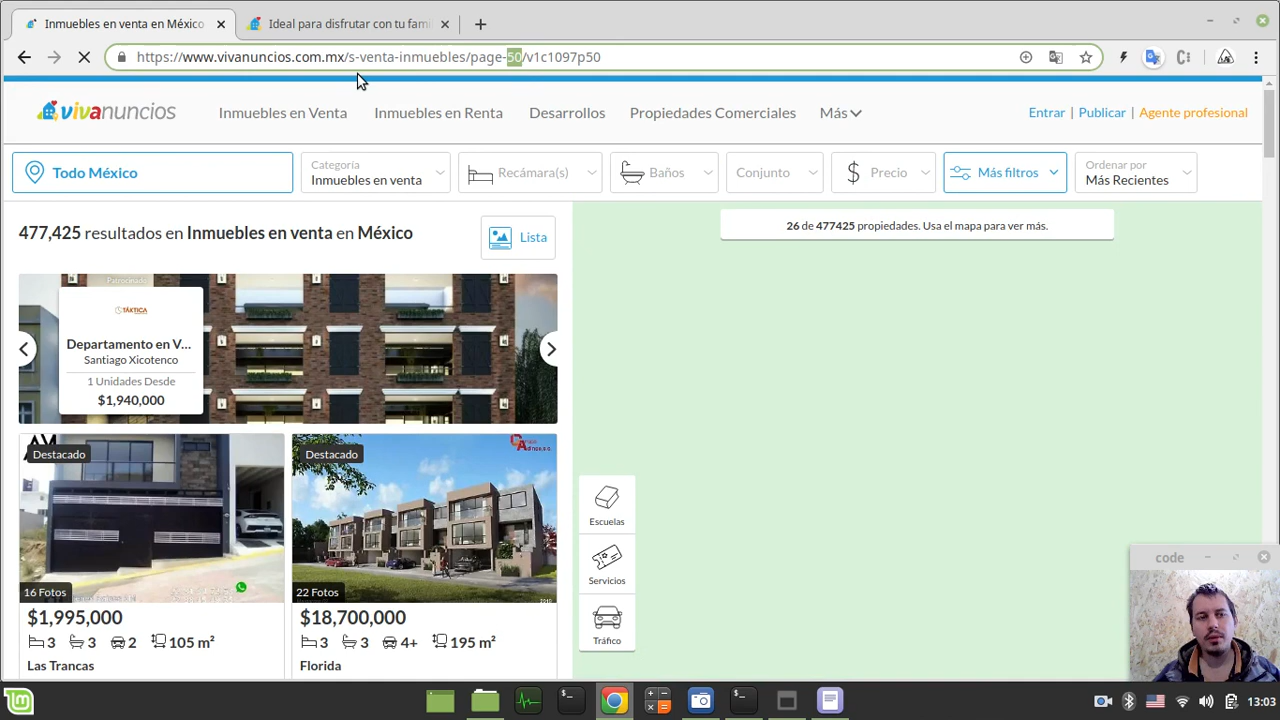 Inmuebles en venta en México
Ideal para disfrutar con tu fami
https://www.vivanuncios.com.mx/s-venta-inmuebles/page-50/v1c1097p50
vivanuncios
Inmuebles en Venta
Inmuebles en Renta
Desarrollos
Propiedades Comerciales
Más
Entrar | Publicar | Agente profesional
Todo México
Categoría
Inmuebles en venta
Recámara(s)
Baños
Conjunto
Precio
Más filtros
Ordenar por
Más Recientes
477,425 resultados en Inmuebles en venta en México
Lista
26 de 477425 propiedades. Usa el mapa para ver más.
Patrocinado
TÁXTICA
Departamento en V...
Santiago Xicotenco
1 Unidades Desde
$1,940,000
Destacado
16 Fotos
$1,995,000
3 3 2 105 m²
Las Trancas
Destacado
22 Fotos
$18,700,000
3 3 4+ 195 m²
Florida
Escuelas
Servicios
Tráfico
code
13:03